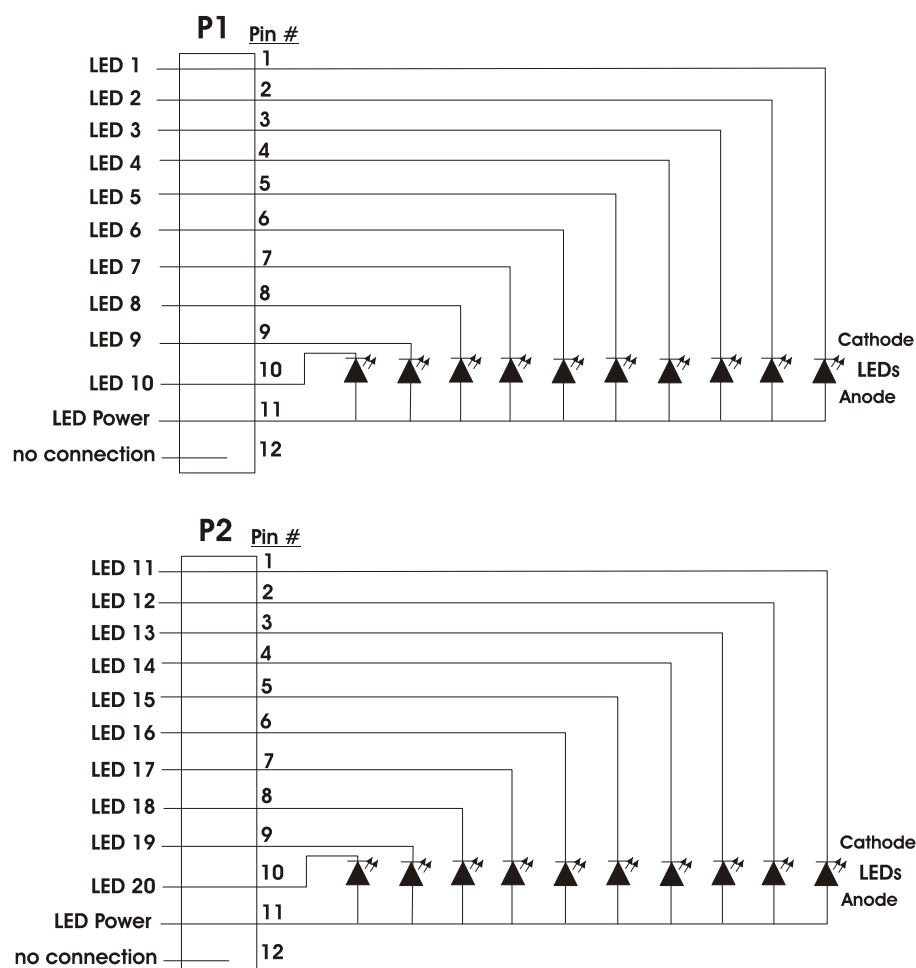 P1 Pin #
LED 1 1
LED 2 2
LED 3 3
LED 4 4
LED 5 5
LED 6 6
LED 7 7
LED 8 8
LED 9 9
Cathode
LED 10 10 LEDs
Anode
LED Power 11
no connection 12
P2 Pin #
LED 11 1
LED 12 2
LED 13 3
LED 14 4
LED 15 5
LED 16 6
LED 17 7
LED 18 8
LED 19 9
Cathode
LED 20 10 LEDs
Anode
LED Power 11
no connection 12